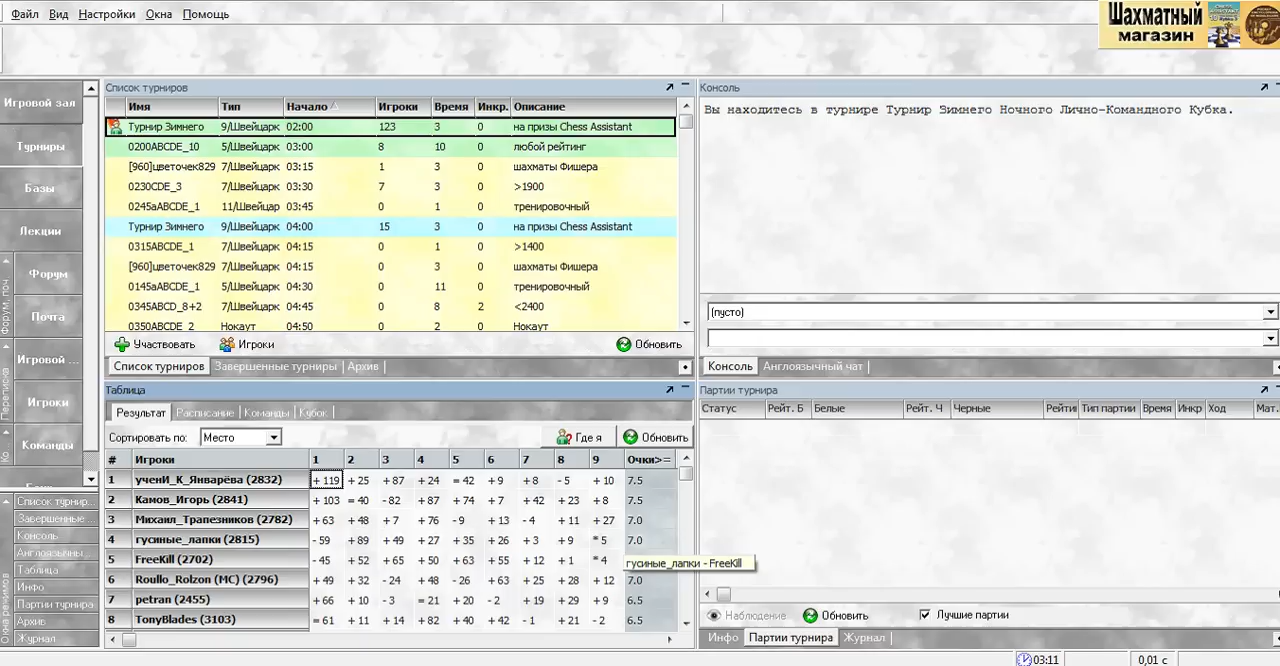 Файл Вид Настройки Окна Помощь
Шахматный
магазин
Игровой зал
Турниры
Базы
Лекции
Форум
Почта
Игровой ...
Игроки
Команды
Форум, поч
Переписка
Ко...
Список турнир...
Завершенные ...
Консоль
Англоязычны...
Таблица
Инфо
Партии турнира
Архив
Журнал
Окна режимов
Список турниров
Имя Тип Начало Игроки Время Инкр. Описание
Турнир Зимнего 9/Швейцарк 02:00 123 3 0 на призы Chess Assistant
0200ABCDE_10 5/Швейцарк 03:00 8 10 0 любой рейтинг
[960]цветочек829 7/Швейцарк 03:15 1 3 0 шахматы Фишера
0230CDE_3 7/Швейцарк 03:30 7 3 0 >1900
0245aABCDE_1 11/Швейцар 03:45 0 1 0 тренировочный
Турнир Зимнего 9/Швейцарк 04:00 15 3 0 на призы Chess Assistant
0315ABCDE_1 7/Швейцарк 04:15 0 1 0 >1400
[960]цветочек829 7/Швейцарк 04:15 0 3 0 шахматы Фишера
0145aABCDE_1 5/Швейцарк 04:30 0 11 0 тренировочный
0345ABCD_8+2 7/Швейцарк 04:45 0 8 2 <2400
0350ABCDE_2 Нокаут 04:50 0 2 0 Нокаут
Участвовать Игроки Обновить
Список турниров Завершенные турниры Архив
Консоль
Вы находитесь в турнире Турнир Зимнего Ночного Лично-Командного Кубка.
(пусто)
Консоль Англоязычный чат
Таблица
Результат Расписание Команды Кубок
Сортировать по: Место Где я Обновить
# Игроки 1 2 3 4 5 6 7 8 9 Очки>=
1 ученИ_К_Январёва (2832) + 119 + 25 + 87 + 24 = 42 + 9 + 8 - 5 + 10 7.5
2 Камов_Игорь (2841) + 103 = 40 - 82 + 87 + 74 + 7 + 42 + 23 + 8 7.5
3 Михаил_Трапезников (2782) + 63 + 48 + 7 + 76 - 9 + 13 - 4 + 11 + 27 7.0
4 гусиные_лапки (2815) - 59 + 89 + 49 + 27 + 35 + 26 + 3 + 9 * 5 7.0
5 FreeKill (2702) - 45 + 52 + 65 + 50 + 63 + 55 + 12 + 1 * 4
гусиные_лапки - FreeKill
6 Roullo_Rolzon (МС) (2796) + 49 + 32 - 24 + 48 - 26 + 63 + 25 + 28 + 12 7.0
7 petran (2455) + 66 + 10 - 3 = 21 + 20 - 2 + 19 + 29 + 9 6.5
8 TonyBlades (3103) = 61 + 11 + 14 + 82 + 40 + 42 - 1 + 21 - 2 6.5
Партии турнира
Статус Рейт. Б Белые Рейт. Ч Черные Рейти Тип партии Время Инкр Ход Мат.
Наблюдение Обновить Лучшие партии
Инфо Партии турнира Журнал
03:11 0,01 с